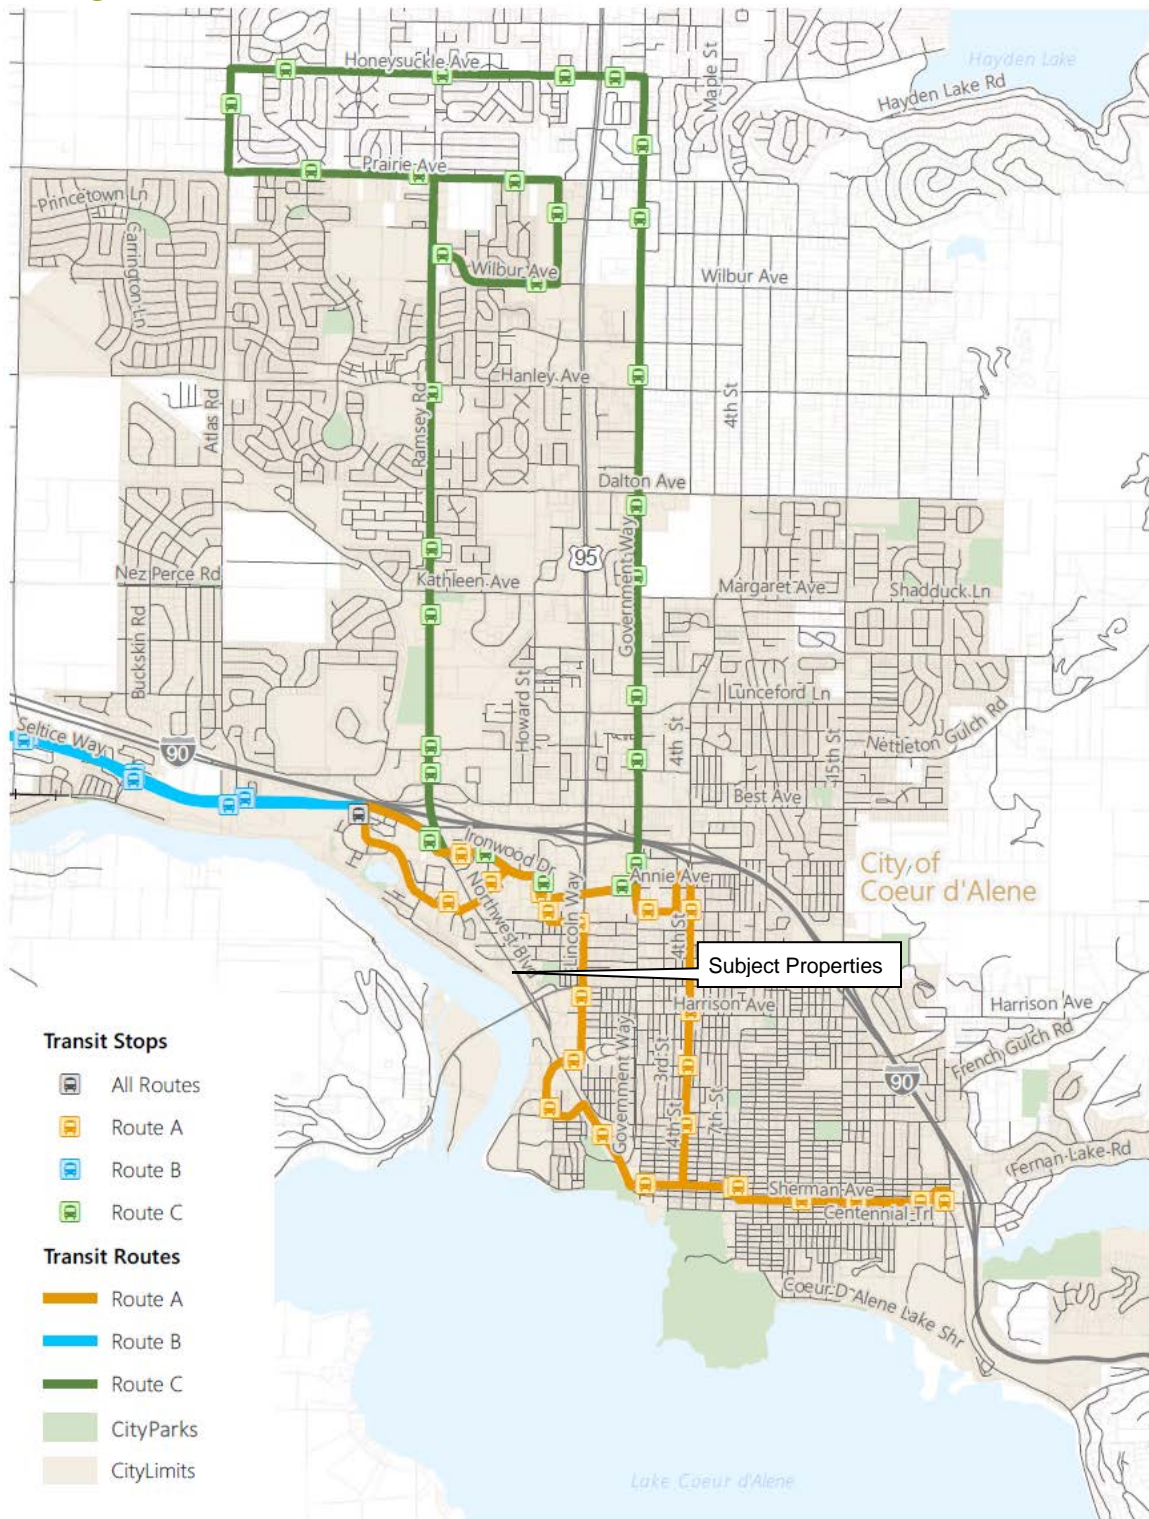 Honeysuckle Ave
Maple St
Hayden Lake
Hayden Lake Rd
Prairie Ave
Princetown Ln
Carrington Ln
Wilbur Ave
Wilbur Ave
Hanley Ave
Atlas Rd
Ramsey Rd
4th St
Dalton Ave
95
Government Way
Nez Perce Rd
Kathleen Ave
Margaret Ave
Shadduck Ln
Buckskin Rd
Howard St
Lunceford Ln
Nettleton Gulch Rd
Seltice Way
90
4th St
15th St
Best Ave
Ironwood Dr
Annie Ave
City of
Coeur d'Alene
Northwest Blvd
Lincoln Way
4th St
Subject Properties
Harrison Ave
Harrison Ave
French Gulch Rd
Government Way
3rd St
90
4th St
7th St
Fernan Lake Rd
Sherman Ave
Centennial Trl
Coeur D Alene Lake Shr
Lake Coeur d'Alene
Transit Stops
All Routes
Route A
Route B
Route C
Transit Routes
Route A
Route B
Route C
CityParks
CityLimits